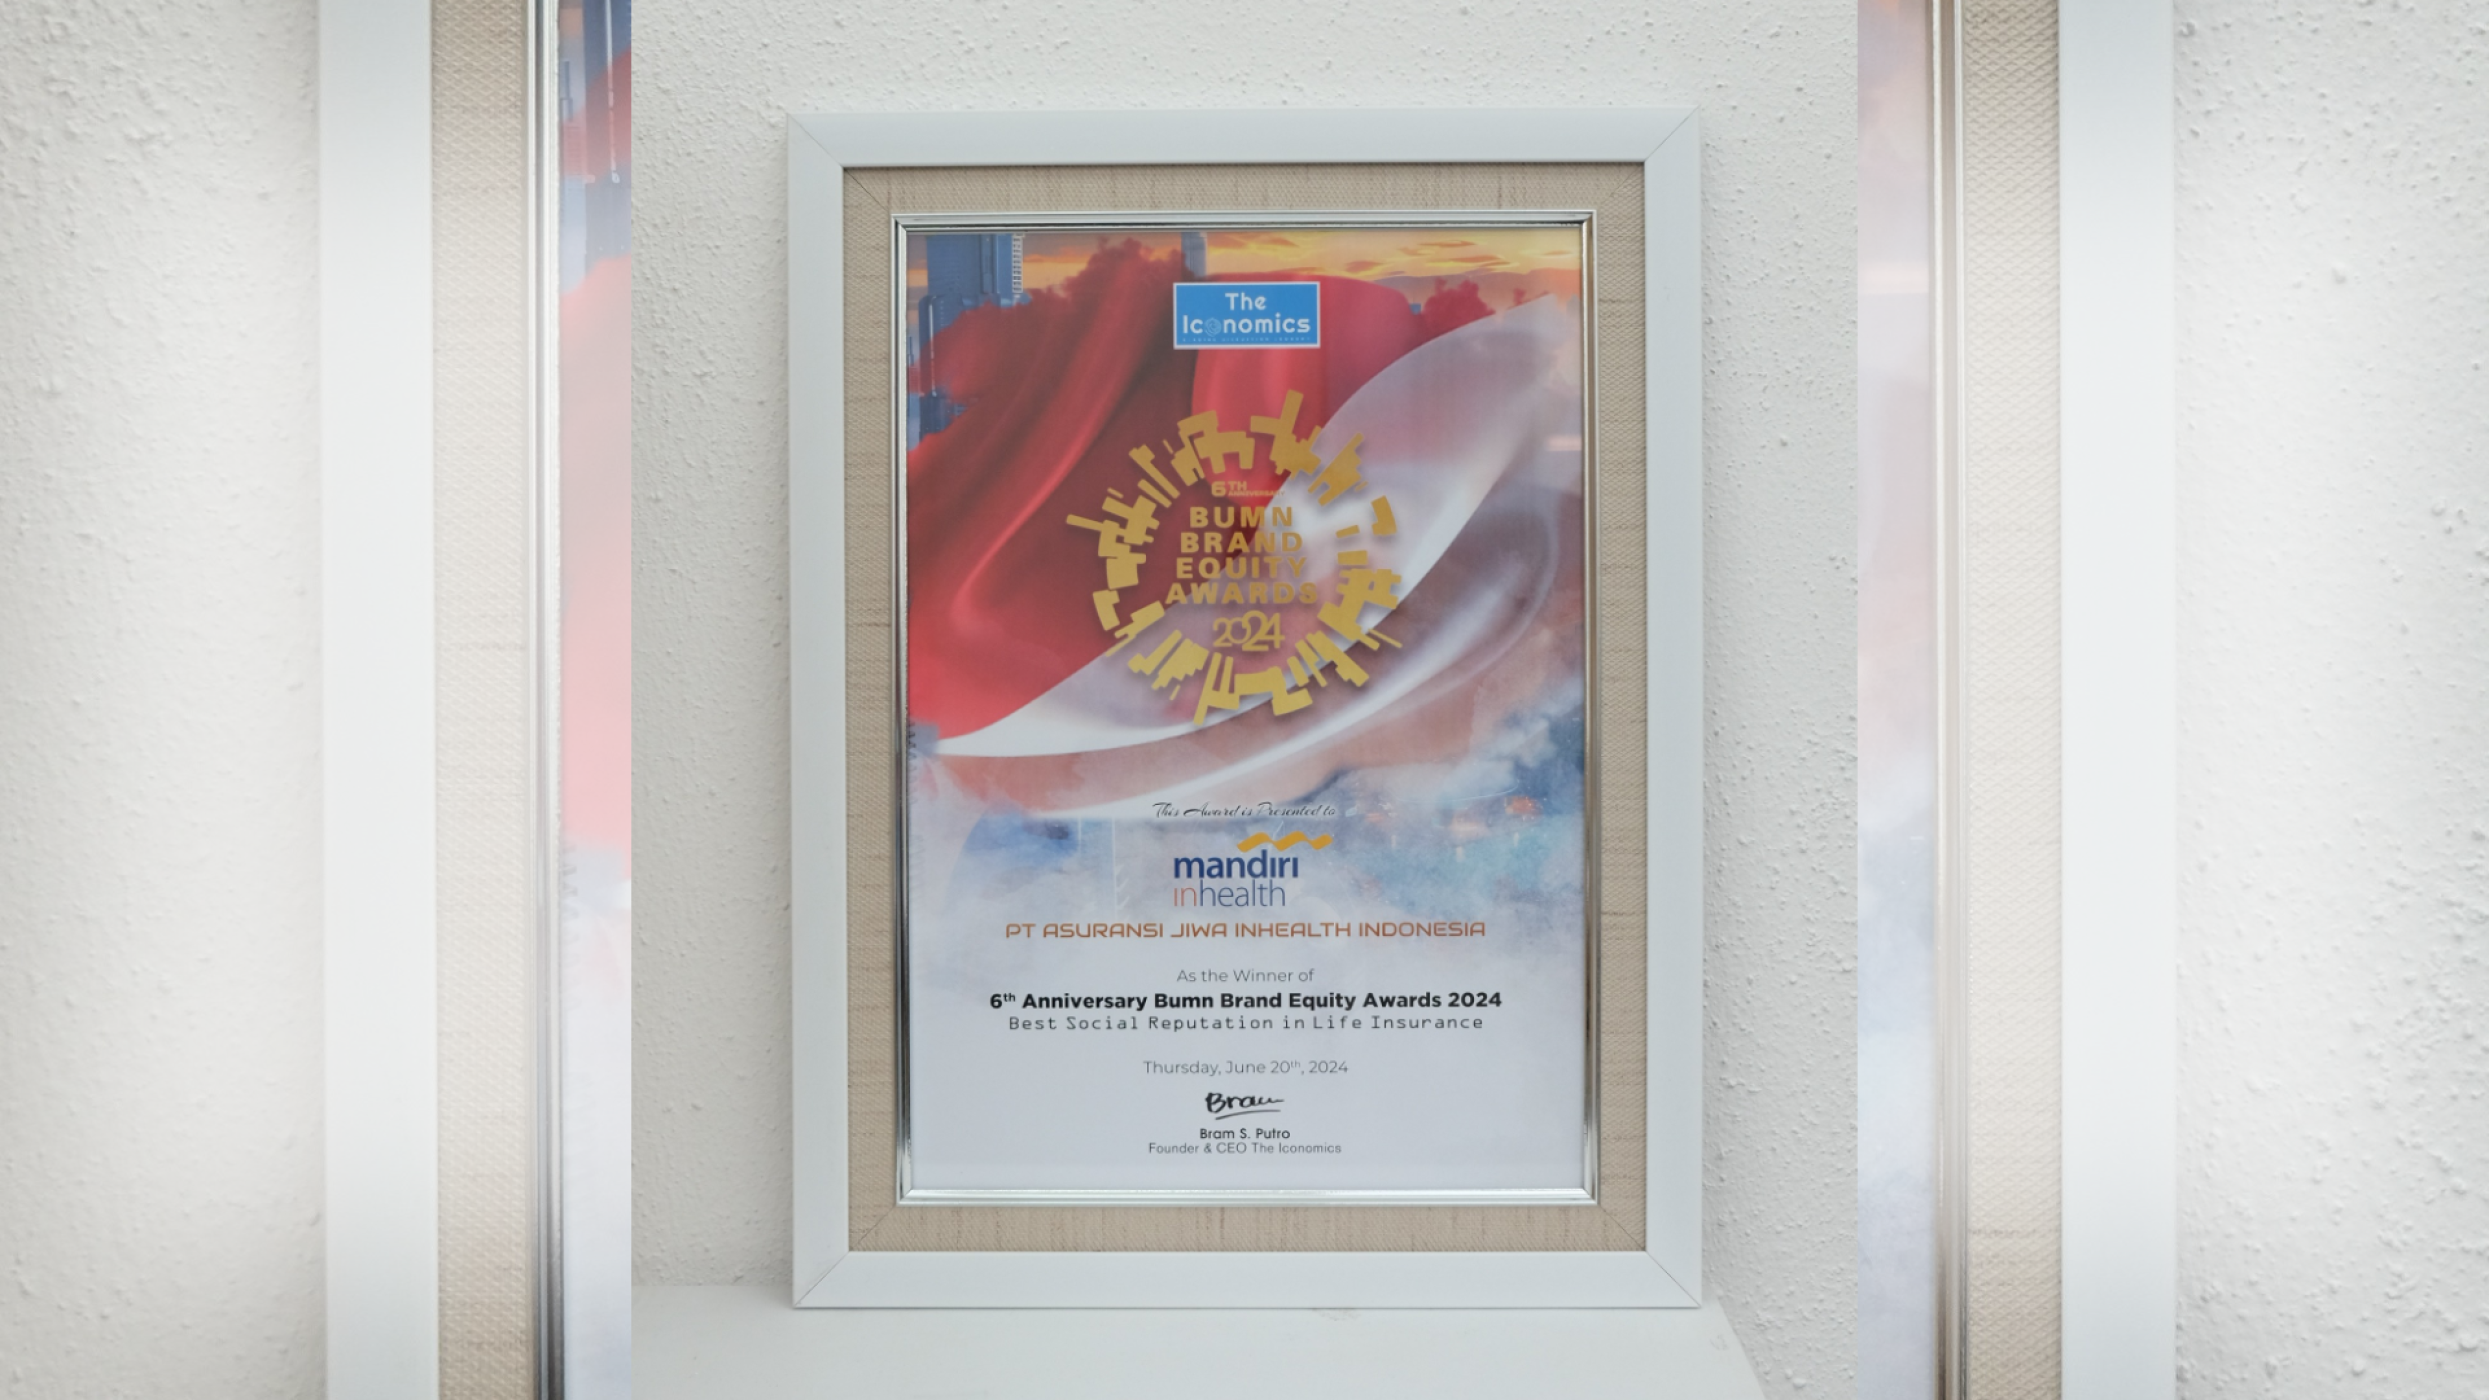 The
Iconomics
6TH
ANNIVERSARY
BUMN
BRAND
EQUITY
AWARDS
2024
This Award is Presented to
mandiri
inhealth
PT ASURANSI JIWA INHEALTH INDONESIA
As the Winner of
6th Anniversary Bumn Brand Equity Awards 2024
Best Social Reputation in Life Insurance
Thursday, June 20th, 2024
Bram S. Putro
Founder & CEO The Iconomics